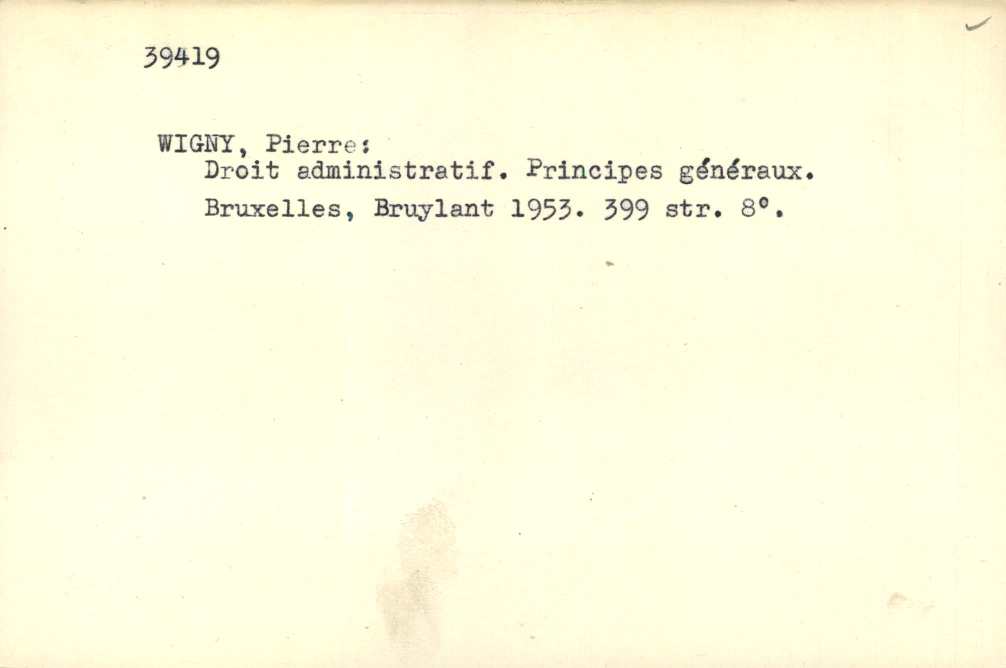 39419
WIGNY, Pierre:
Droit administratif. Principes généraux.
Bruxelles, Bruylant 1953. 399 str. 8°.